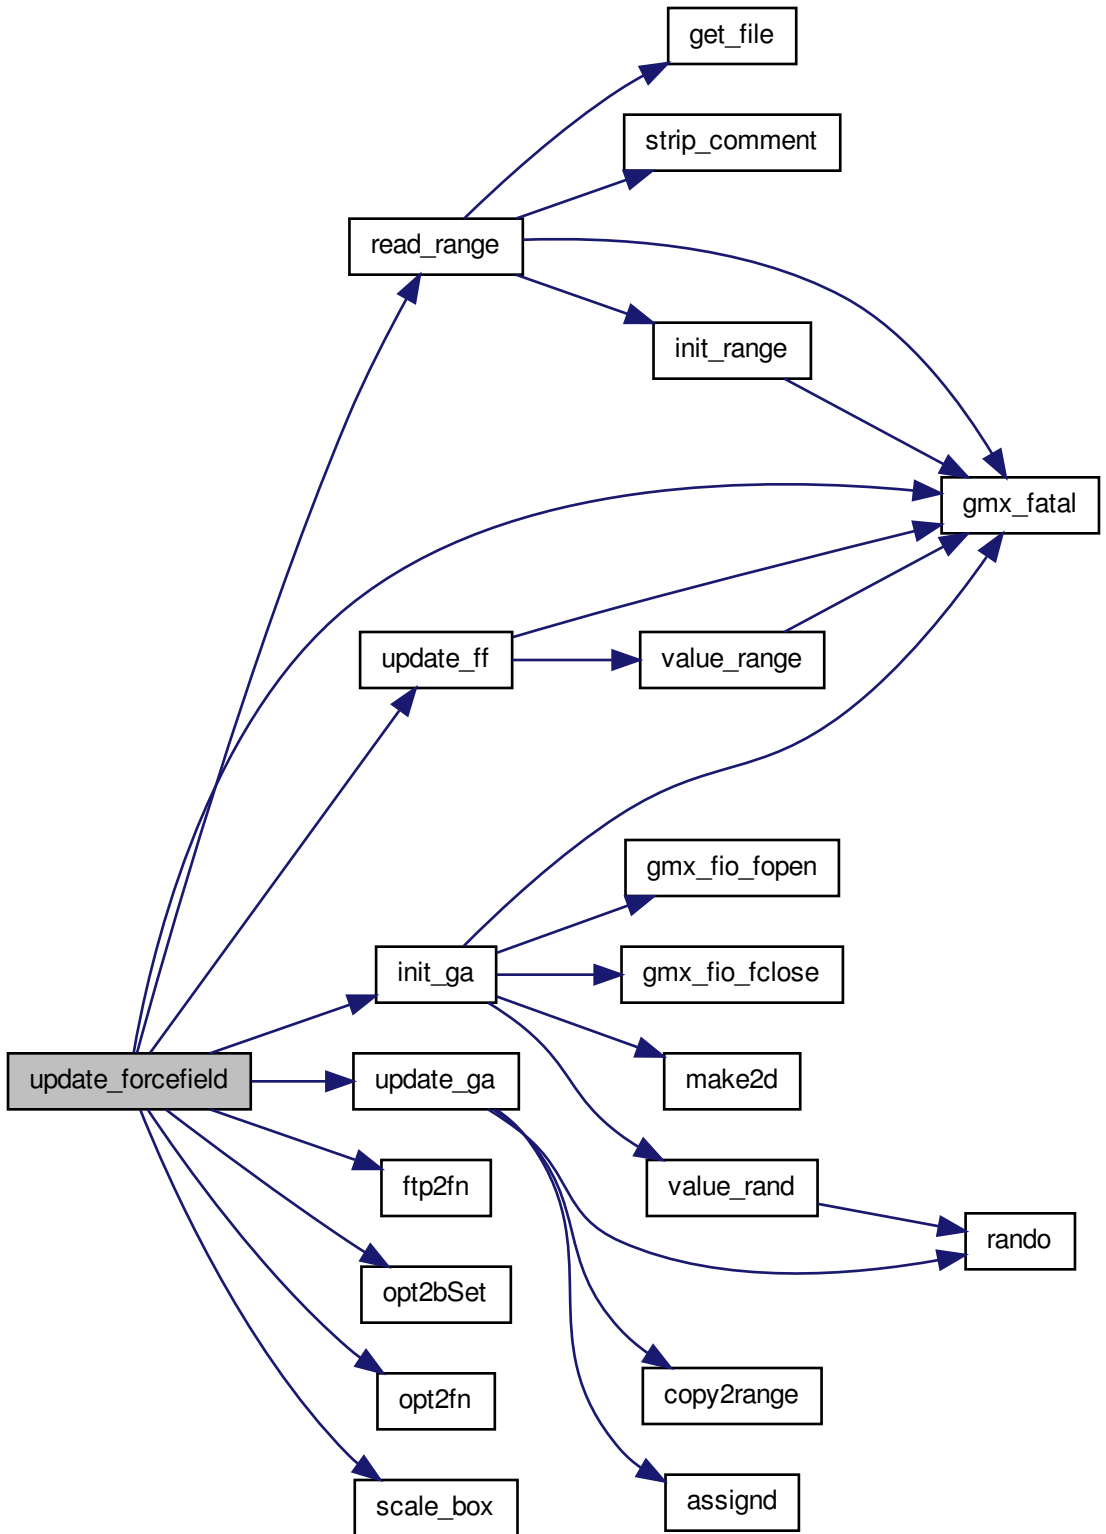 get_file
strip_comment
read_range
init_range
gmx_fatal
update_ff
value_range
gmx_fio_fopen
init_ga
gmx_fio_fclose
update_forcefield
update_ga
make2d
ftp2fn
value_rand
rando
opt2bSet
opt2fn
copy2range
scale_box
assignd